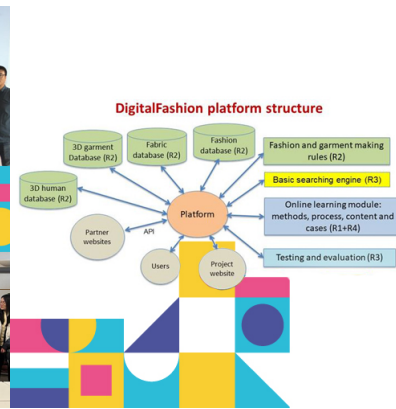 DigitalFashion platform structure
3D garment
Database (R2)
Fabric
database (R2)
Fashion
database (R2)
Fashion and garment making
rules (R2)
Basic searching engine (R3)
3D human
database (R2)
Online learning module:
methods, process, content and
cases (R1+R4)
Platform
Partner
websites
API
Users
Project
website
Testing and evaluation (R3)